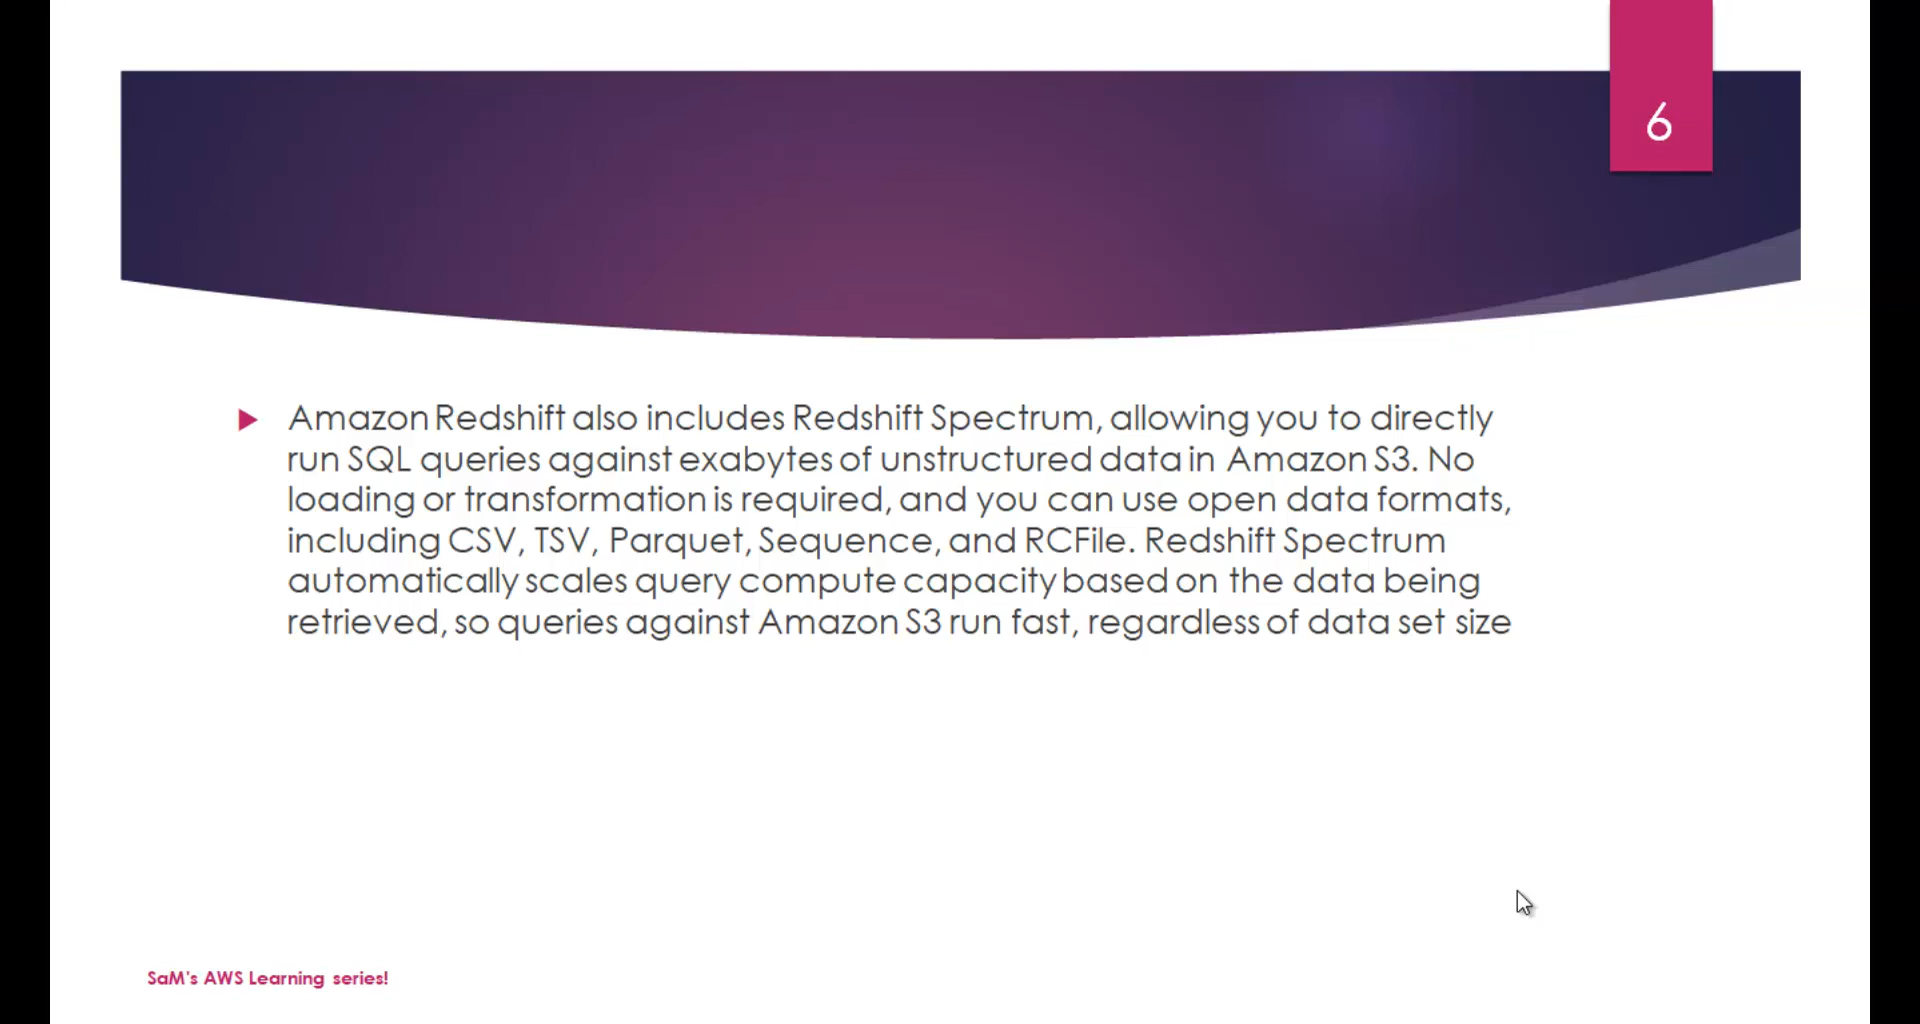 6
Amazon Redshift also includes Redshift Spectrum, allowing you to directly
run SQL queries against exabytes of unstructured data in Amazon S3. No
loading or transformation is required, and you can use open data formats,
including CSV, TSV, Parquet, Sequence, and RCFile. Redshift Spectrum
automatically scales query compute capacity based on the data being
retrieved, so queries against Amazon S3 run fast, regardless of data set size
SaM's AWS Learning series!